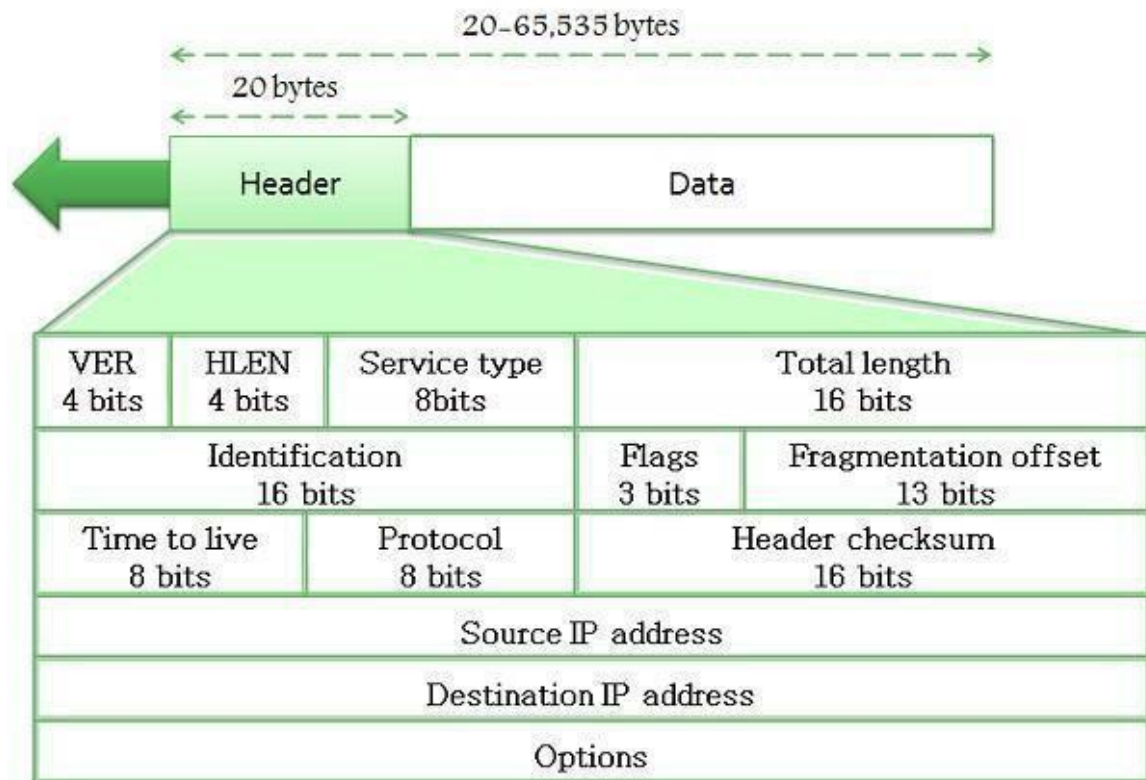 20-65,535 bytes
20 bytes
Header
Data
VER
4 bits
HLEN
4 bits
Service type
8bits
Total length
16 bits
Identification
16 bits
Flags
3 bits
Fragmentation offset
13 bits
Time to live
8 bits
Protocol
8 bits
Header checksum
16 bits
Source IP address
Destination IP address
Options